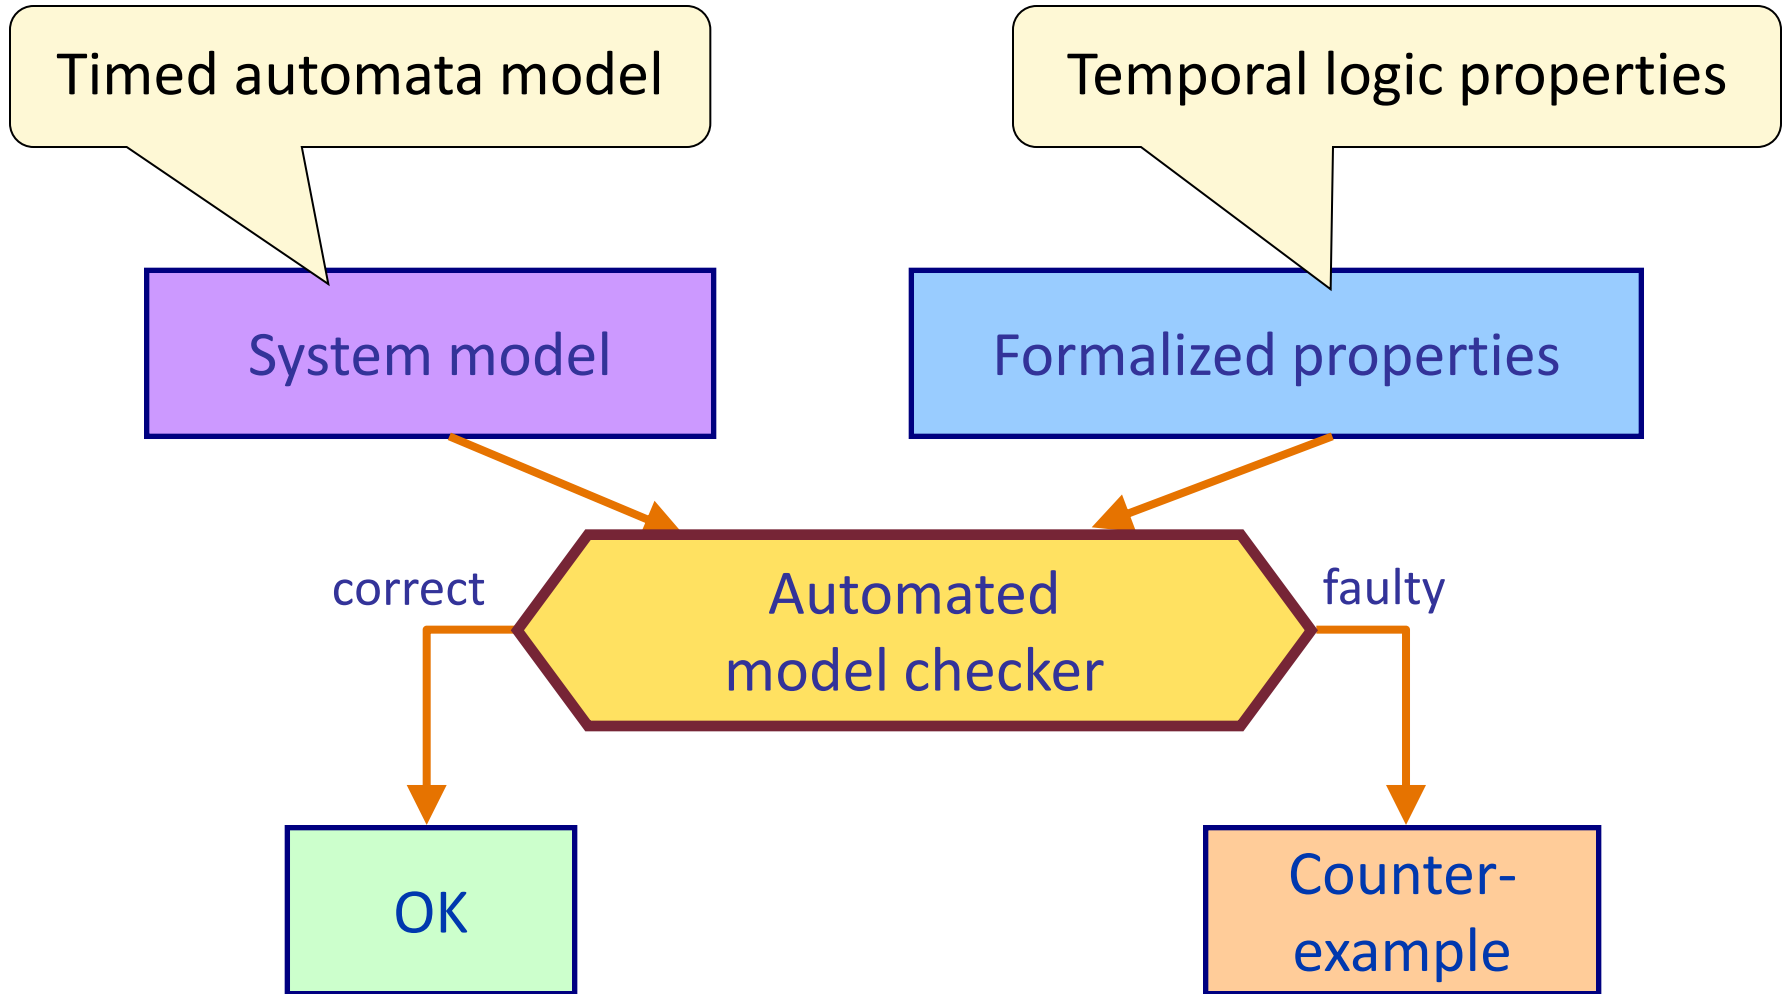 Timed automata model
Temporal logic properties
System model
Formalized properties
correct
Automated
model checker
faulty
OK
Counter-
example